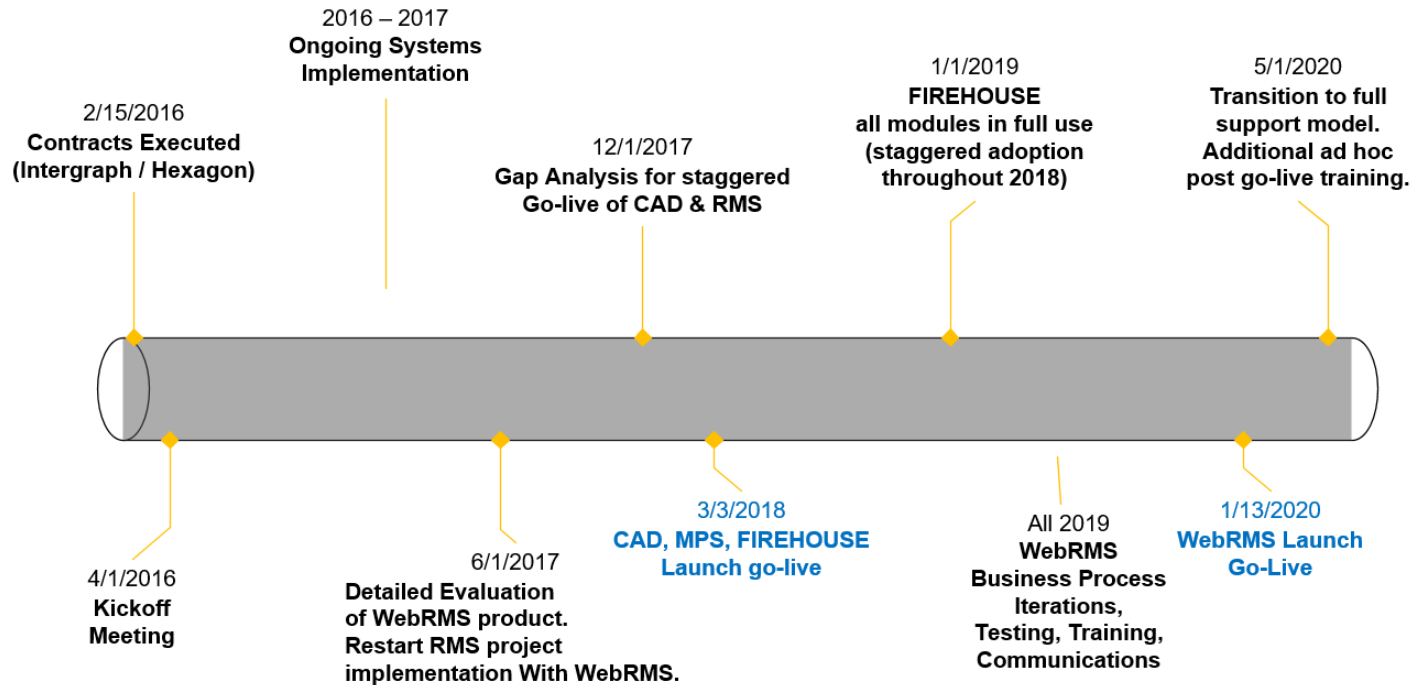 2016 – 2017
Ongoing Systems
Implementation
2/15/2016
Contracts Executed
(Intergraph / Hexagon)
12/1/2017
Gap Analysis for staggered
Go-live of CAD & RMS
1/1/2019
FIREHOUSE
all modules in full use
(staggered adoption
throughout 2018)
5/1/2020
Transition to full
support model.
Additional ad hoc
post go-live training.
4/1/2016
Kickoff
Meeting
6/1/2017
Detailed Evaluation
of WebRMS product.
Restart RMS project
implementation With WebRMS.
3/3/2018
CAD, MPS, FIREHOUSE
Launch go-live
All 2019
WebRMS
Business Process
Iterations,
Testing, Training,
Communications
1/13/2020
WebRMS Launch
Go-Live